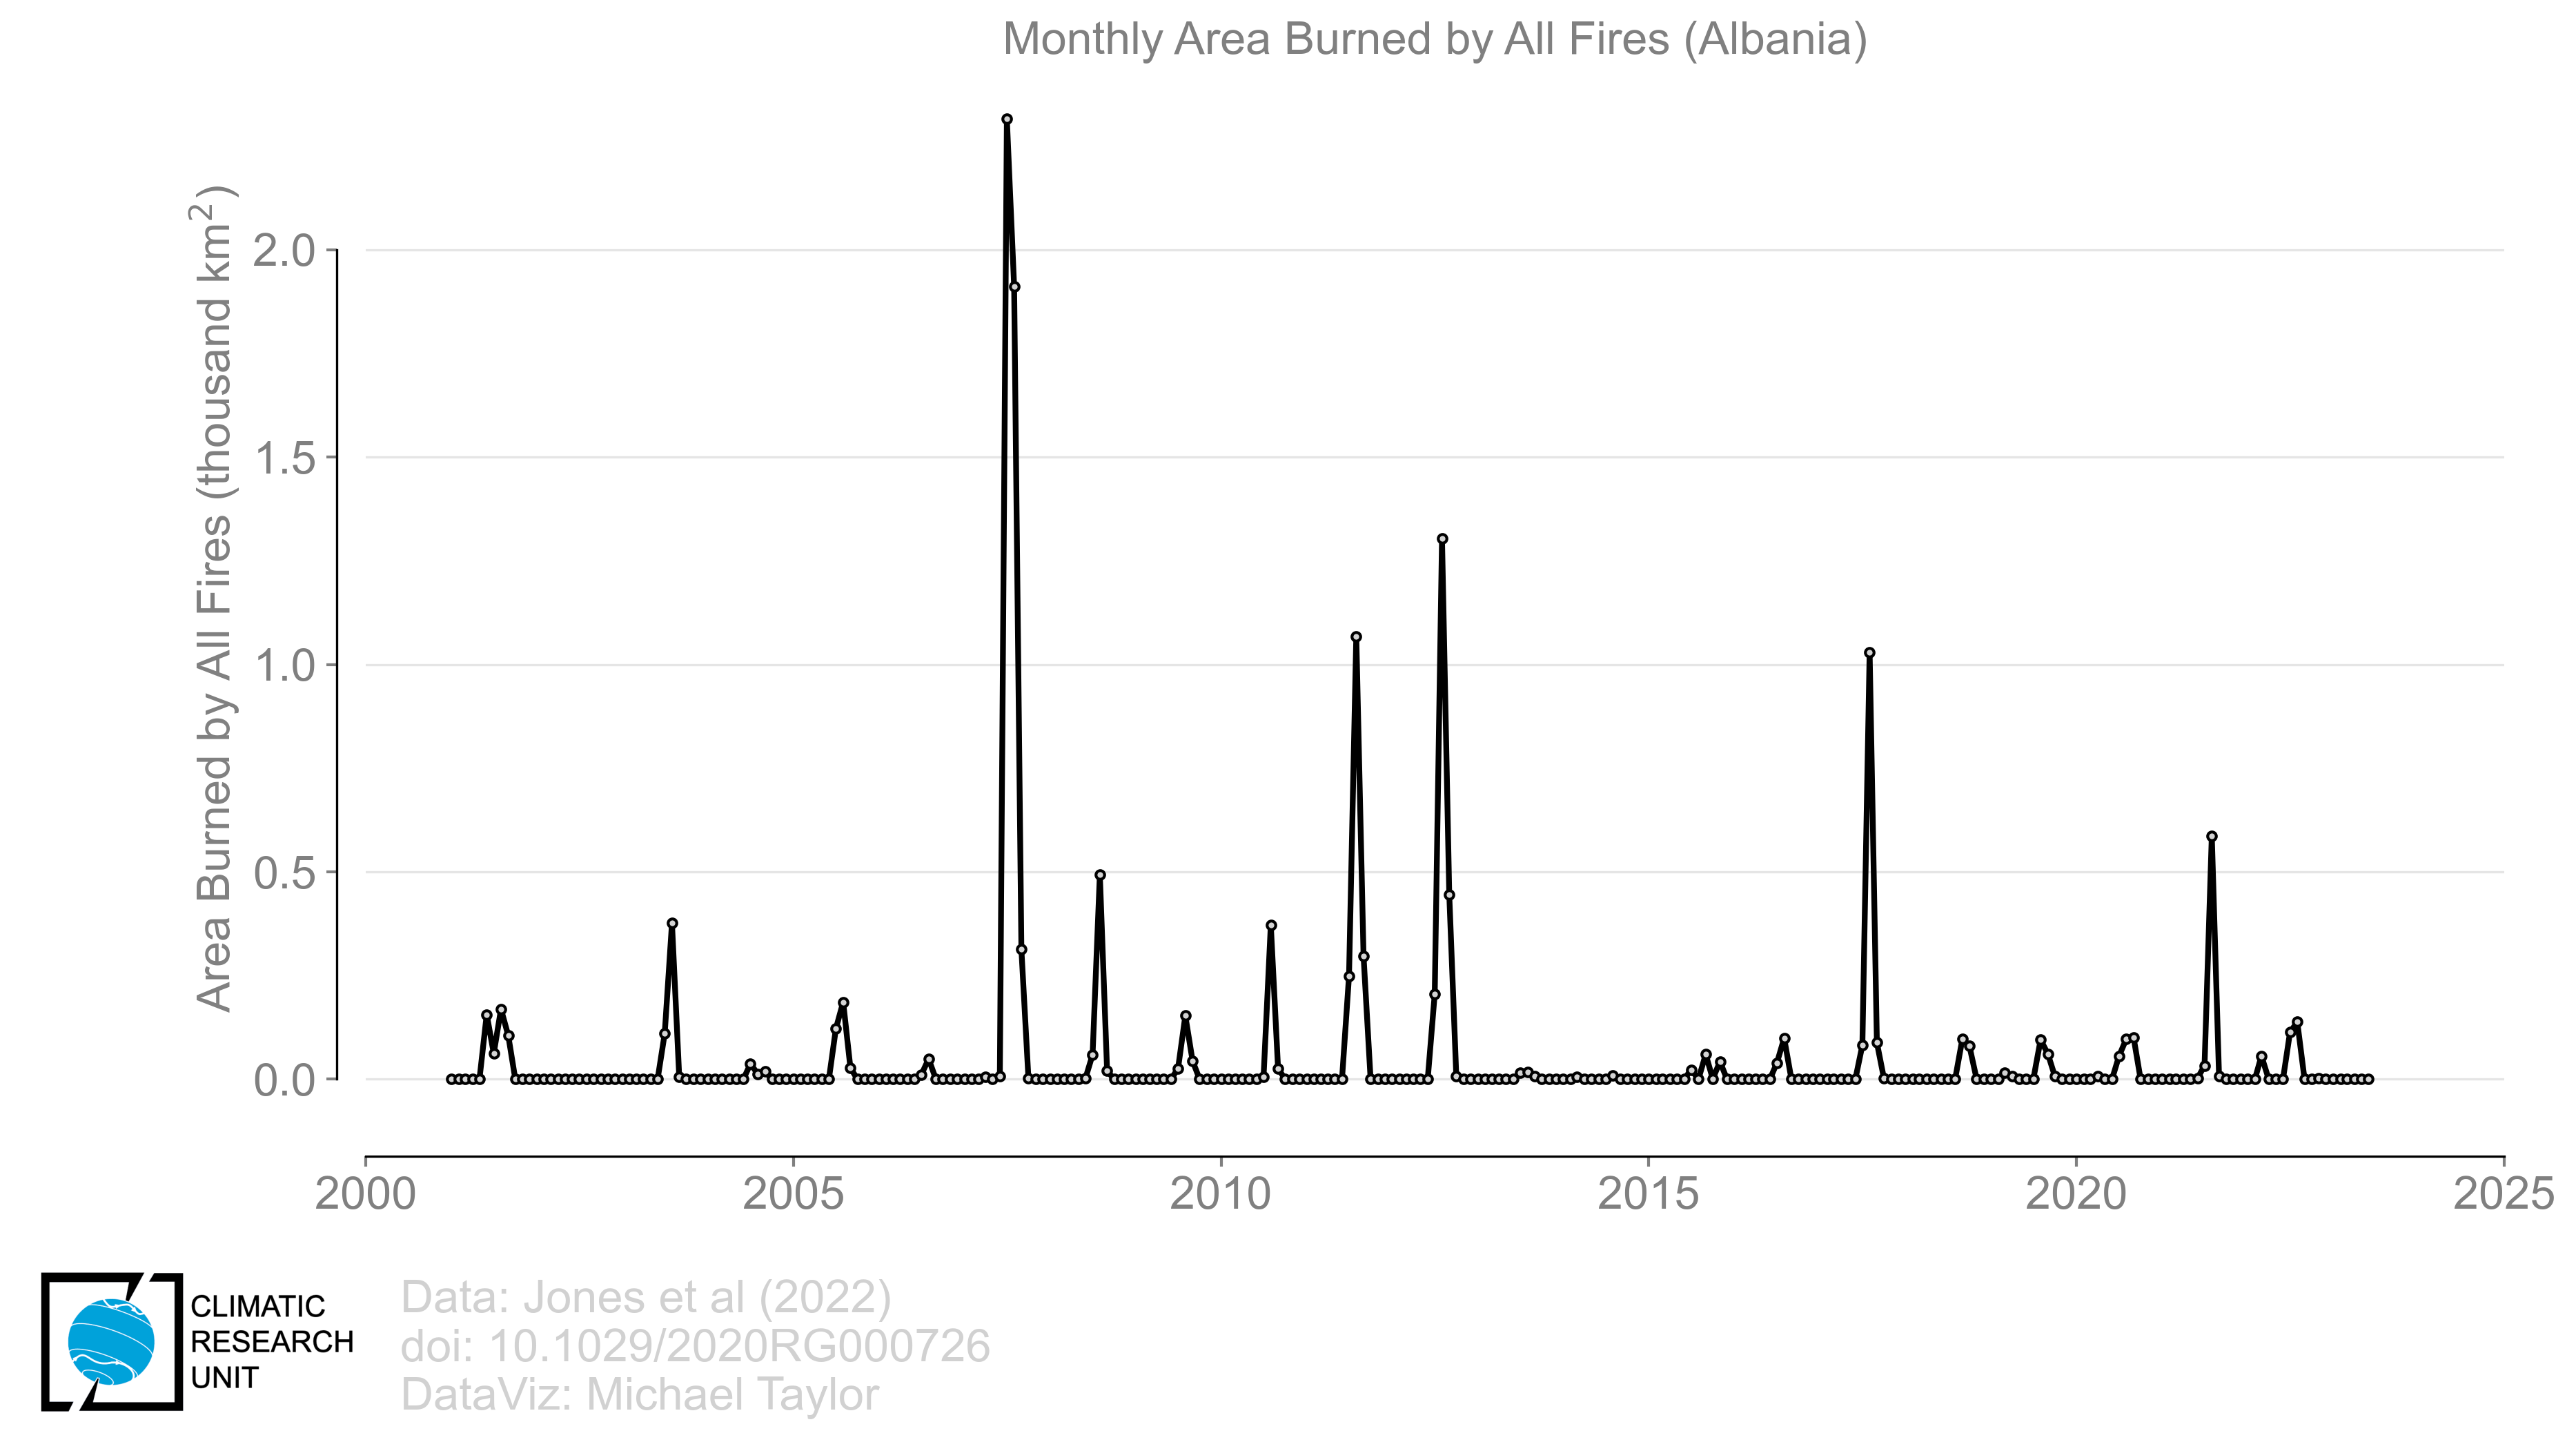 Monthly Area Burned by All Fires (Albania)
Area Burned by All Fires (thousand km²)
2.0
1.5
1.0
0.5
0.0
2000 2005 2010 2015 2020 2025
CLIMATIC
RESEARCH
UNIT
Data: Jones et al (2022)
doi: 10.1029/2020RG000726
DataViz: Michael Taylor